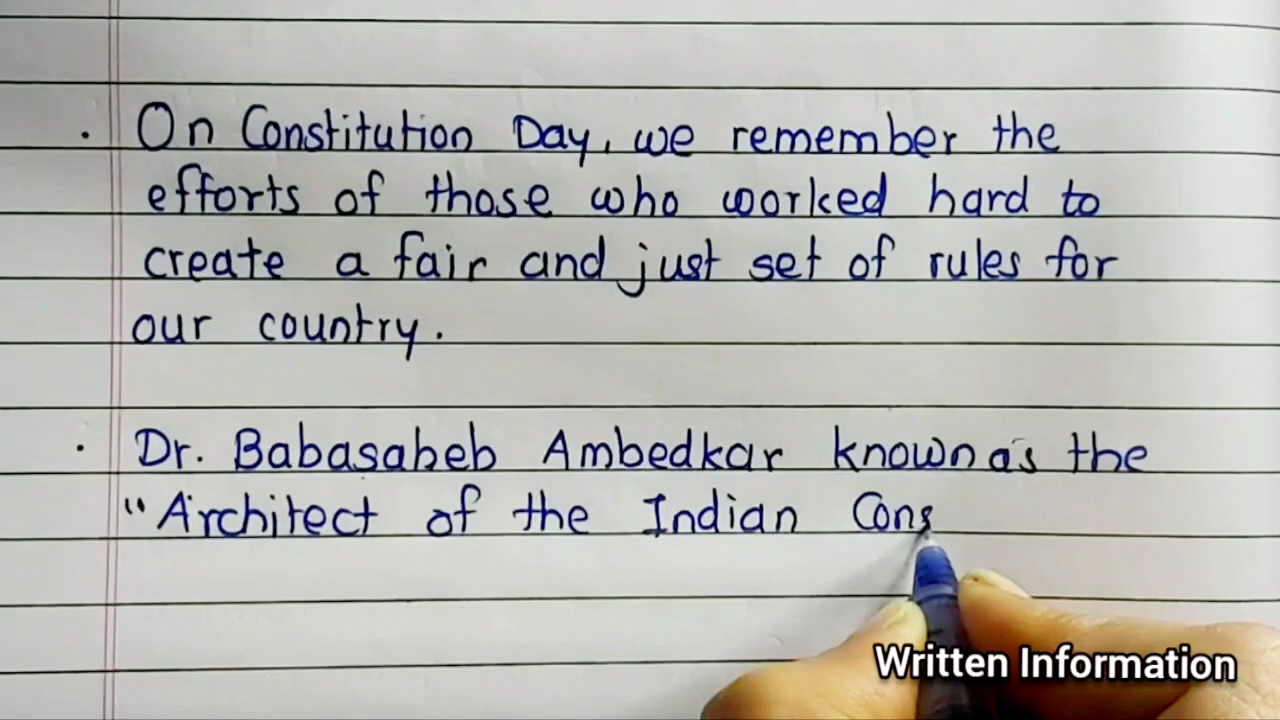 . On Constitution Day, we remember the
efforts of those who worked hard to
create a fair and just set of rules for
our country.
. Dr. Babasaheb Ambedkar known as the
"Architect of the Indian Cons
Written Information